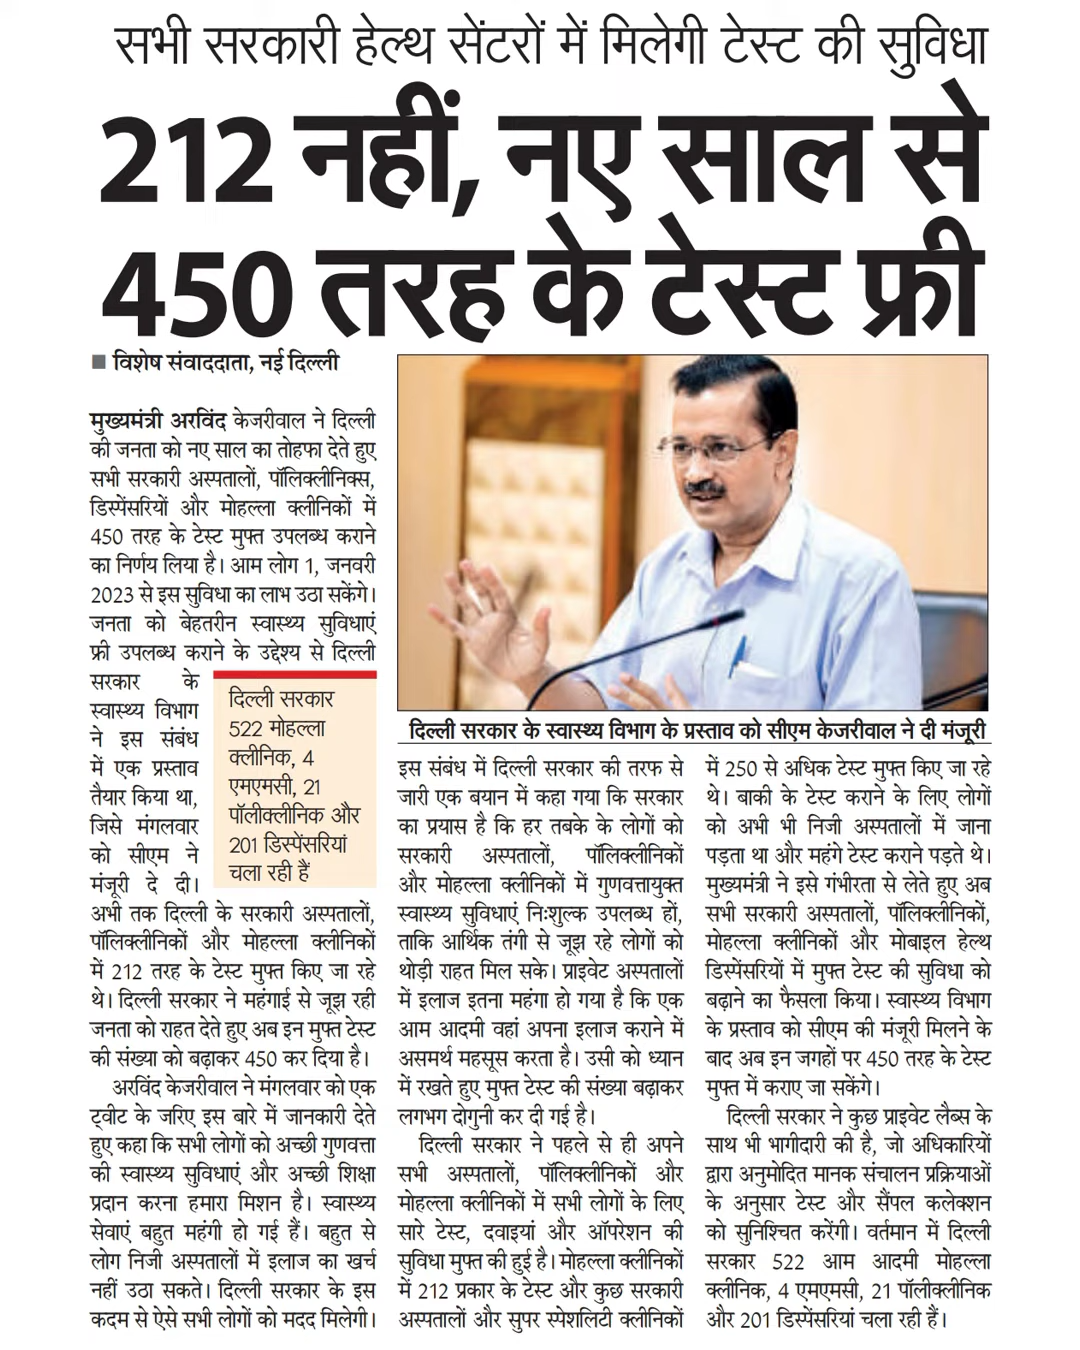 सभी सरकारी हेल्थ सेंटरों में मिलेगी टेस्ट की सुविधा
212 नहीं, नए साल से
450 तरह के टेस्ट फ्री
■ विशेष संवाददाता, नई दिल्ली
मुख्यमंत्री अरविंद केजरीवाल ने दिल्ली
की जनता को नए साल का तोहफा देते हुए
सभी सरकारी अस्पतालों, पॉलिक्लीनिक्स,
डिस्पेंसरियों और मोहल्ला क्लीनिकों में
450 तरह के टेस्ट मुफ्त उपलब्ध कराने
का निर्णय लिया है। आम लोग 1, जनवरी
2023 से इस सुविधा का लाभ उठा सकेंगे।
जनता को बेहतरीन स्वास्थ्य सुविधाएं
फ्री उपलब्ध कराने के उद्देश्य से दिल्ली
सरकार के
स्वास्थ्य विभाग
ने इस संबंध
में एक प्रस्ताव
तैयार किया था,
जिसे मंगलवार
को सीएम ने
मंजूरी दे दी।
अभी तक दिल्ली के सरकारी अस्पतालों,
पॉलिक्लीनिकों और मोहल्ला क्लीनिकों
में 212 तरह के टेस्ट मुफ्त किए जा रहे
थे। दिल्ली सरकार ने महंगाई से जूझ रही
जनता को राहत देते हुए अब इन मुफ्त टेस्ट
की संख्या को बढ़ाकर 450 कर दिया है।
अरविंद केजरीवाल ने मंगलवार को एक
ट्वीट के जरिए इस बारे में जानकारी देते
हुए कहा कि सभी लोगों को अच्छी गुणवत्ता
की स्वास्थ्य सुविधाएं और अच्छी शिक्षा
प्रदान करना हमारा मिशन है। स्वास्थ्य
सेवाएं बहुत महंगी हो गई हैं। बहुत से
लोग निजी अस्पतालों में इलाज का खर्च
नहीं उठा सकते। दिल्ली सरकार के इस
कदम से ऐसे सभी लोगों को मदद मिलेगी।
दिल्ली सरकार
522 मोहल्ला
क्लीनिक, 4
एमएमसी, 21
पॉलीक्लीनिक और
201 डिस्पेंसरियां
चला रही हैं
दिल्ली सरकार के स्वास्थ्य विभाग के प्रस्ताव को सीएम केजरीवाल ने दी मंजूरी
इस संबंध में दिल्ली सरकार की तरफ से
जारी एक बयान में कहा गया कि सरकार
का प्रयास है कि हर तबके के लोगों को
सरकारी अस्पतालों, पॉलिक्लीनिकों
और मोहल्ला क्लीनिकों में गुणवत्तायुक्त
स्वास्थ्य सुविधाएं निःशुल्क उपलब्ध हों,
ताकि आर्थिक तंगी से जूझ रहे लोगों को
थोड़ी राहत मिल सके। प्राइवेट अस्पतालों
में इलाज इतना महंगा हो गया है कि एक
आम आदमी वहां अपना इलाज कराने में
असमर्थ महसूस करता है। उसी को ध्यान
में रखते हुए मुफ्त टेस्ट की संख्या बढ़ाकर
लगभग दोगुनी कर दी गई है।
दिल्ली सरकार ने पहले से ही अपने
सभी अस्पतालों, पॉलिक्लीनिकों और
मोहल्ला क्लीनिकों में सभी लोगों के लिए
सारे टेस्ट, दवाइयां और ऑपरेशन की
सुविधा मुफ्त की हुई है। मोहल्ला क्लीनिकों
में 212 प्रकार के टेस्ट और कुछ सरकारी
अस्पतालों और सुपर स्पेशलिटी क्लीनिकों
में 250 से अधिक टेस्ट मुफ्त किए जा रहे
थे। बाकी के टेस्ट कराने के लिए लोगों
को अभी भी निजी अस्पतालों में जाना
पड़ता था और महंगे टेस्ट कराने पड़ते थे।
मुख्यमंत्री ने इसे गंभीरता से लेते हुए अब
सभी सरकारी अस्पतालों, पॉलिक्लीनिकों,
मोहल्ला क्लीनिकों और मोबाइल हेल्थ
डिस्पेंसरियों में मुफ्त टेस्ट की सुविधा को
बढ़ाने का फैसला किया। स्वास्थ्य विभाग
के प्रस्ताव को सीएम की मंजूरी मिलने के
बाद अब इन जगहों पर 450 तरह के टेस्ट
मुफ्त में कराए जा सकेंगे।
दिल्ली सरकार ने कुछ प्राइवेट लैब्स के
साथ भी भागीदारी की है, जो अधिकारियों
द्वारा अनुमोदित मानक संचालन प्रक्रियाओं
के अनुसार टेस्ट और सैंपल कलेक्शन
को सुनिश्चित करेंगी। वर्तमान में दिल्ली
सरकार 522 आम आदमी मोहल्ला
क्लीनिक, 4 एमएमसी, 21 पॉलीक्लीनिक
और 201 डिस्पेंसरियां चला रही हैं।